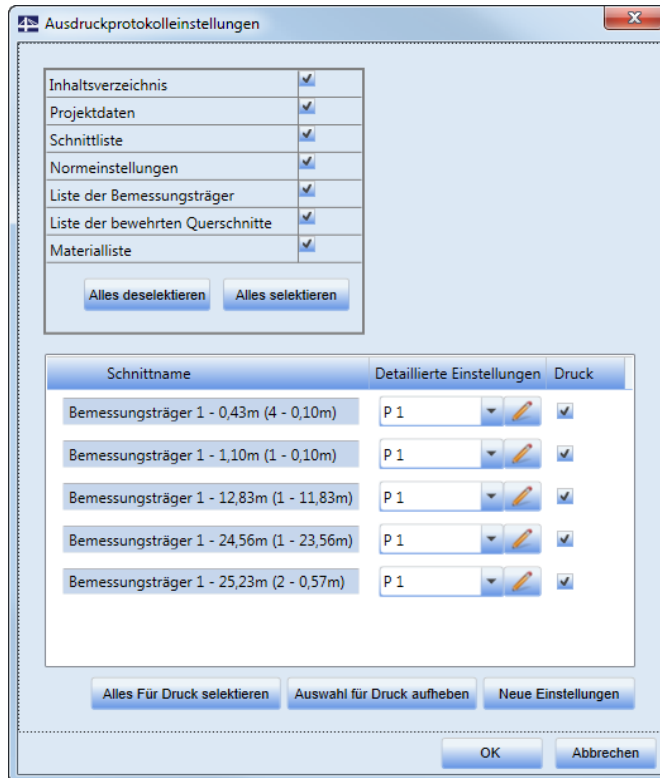 Ausdruckprotokolleinstellungen
Inhaltsverzeichnis
Projektdaten
Schnittliste
Normeinstellungen
Liste der Bemessungsträger
Liste der bewehrten Querschnitte
Materialliste
Alles deselektieren Alles selektieren
Schnittname Detaillierte Einstellungen Druck
Bemessungsträger 1 - 0,43m (4 - 0,10m) P 1
Bemessungsträger 1 - 1,10m (1 - 0,10m) P 1
Bemessungsträger 1 - 12,83m (1 - 11,83m) P 1
Bemessungsträger 1 - 24,56m (1 - 23,56m) P 1
Bemessungsträger 1 - 25,23m (2 - 0,57m) P 1
Alles Für Druck selektieren Auswahl für Druck aufheben Neue Einstellungen
OK Abbrechen